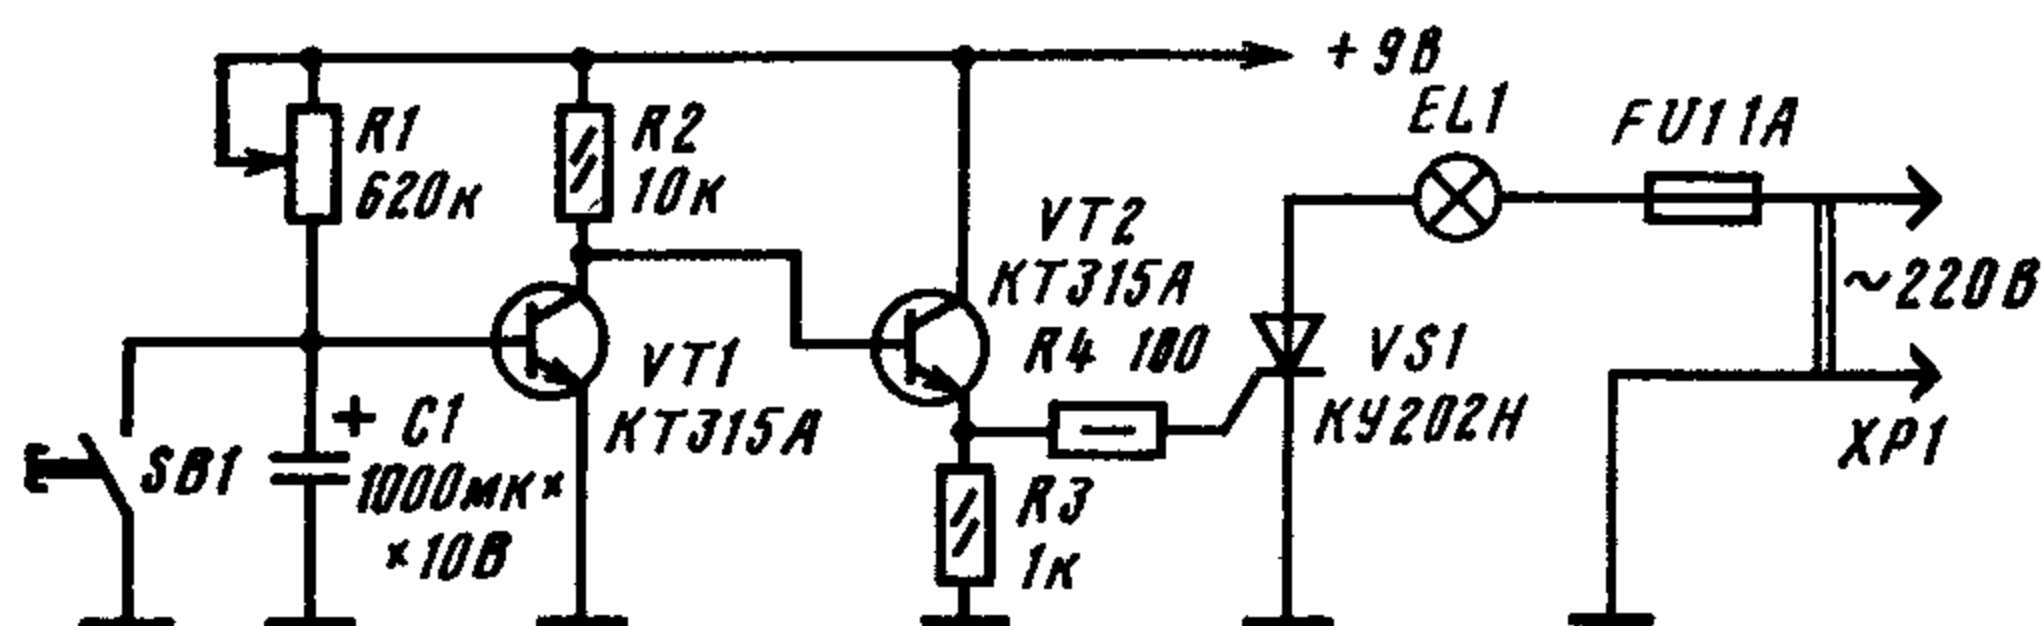 +9В
EL1
FU1 1А
R1
620к
R2
10к
VT2
КТ315А
~220В
R4 100
VS1
КУ202Н
VT1
КТ315А
XP1
+ C1
1000мк×
×10В
SB1
R3
1к